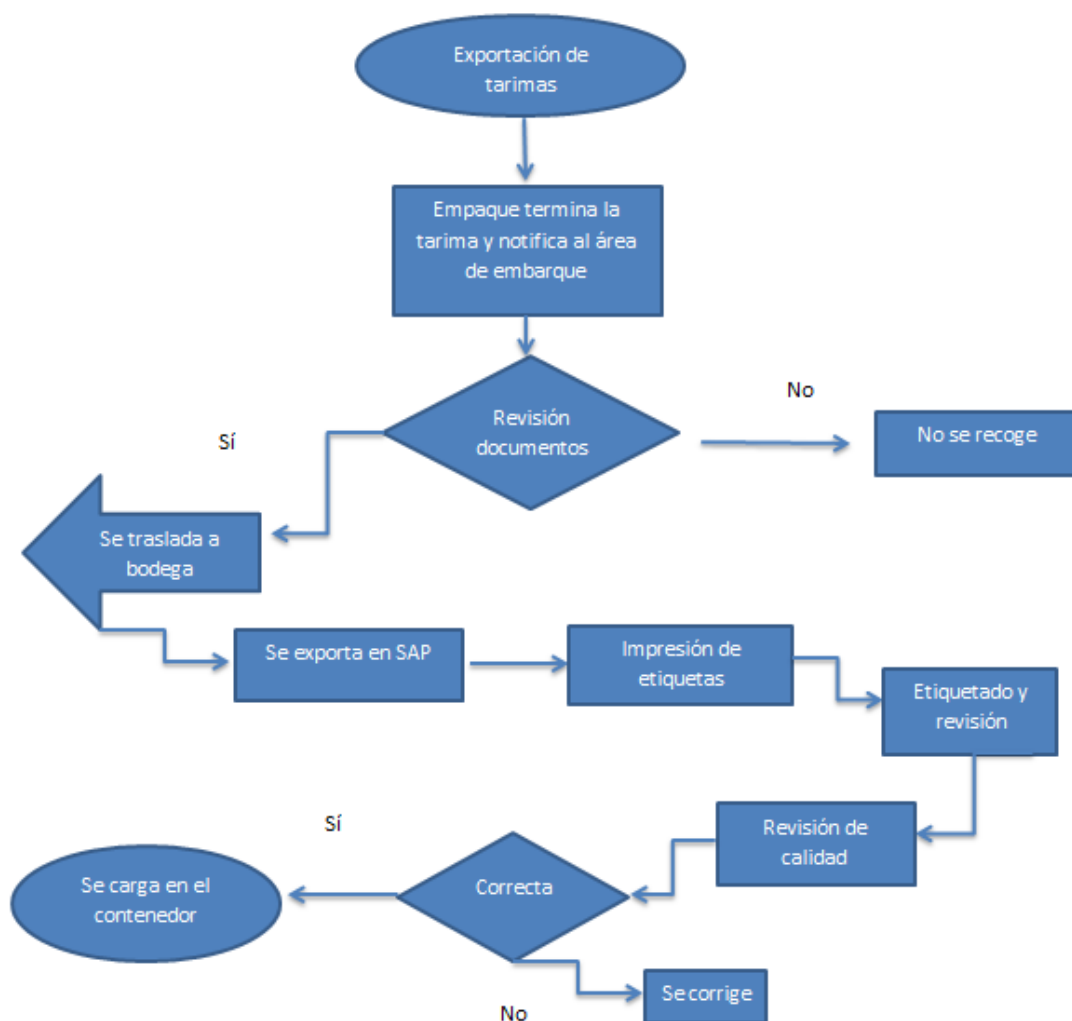 Exportación de
tarimas
Empaque termina la
tarima y notifica al área
de embarque
Revisión
documentos
No
No se recoge
Sí
Se traslada a
bodega
Se exporta en SAP
Impresión de
etiquetas
Etiquetado y
revisión
Revisión de
calidad
Correcta
Sí
Se carga en el
contenedor
No
Se corrige